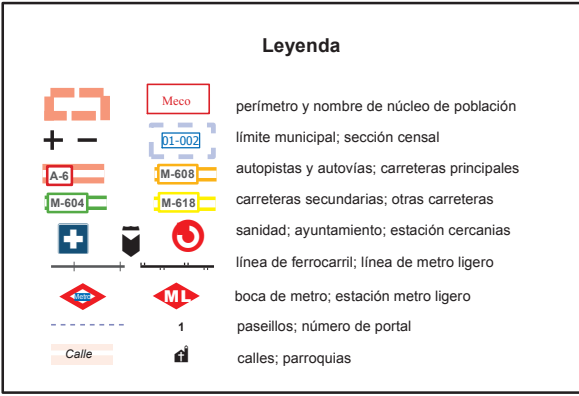 Leyenda
Meco perímetro y nombre de núcleo de población
01-002 límite municipal; sección censal
A-6 M-608 autopistas y autovías; carreteras principales
M-604 M-618 carreteras secundarias; otras carreteras
sanidad; ayuntamiento; estación cercanias
línea de ferrocarril; línea de metro ligero
Metro ML boca de metro; estación metro ligero
1 paseillos; número de portal
Calle calles; parroquias